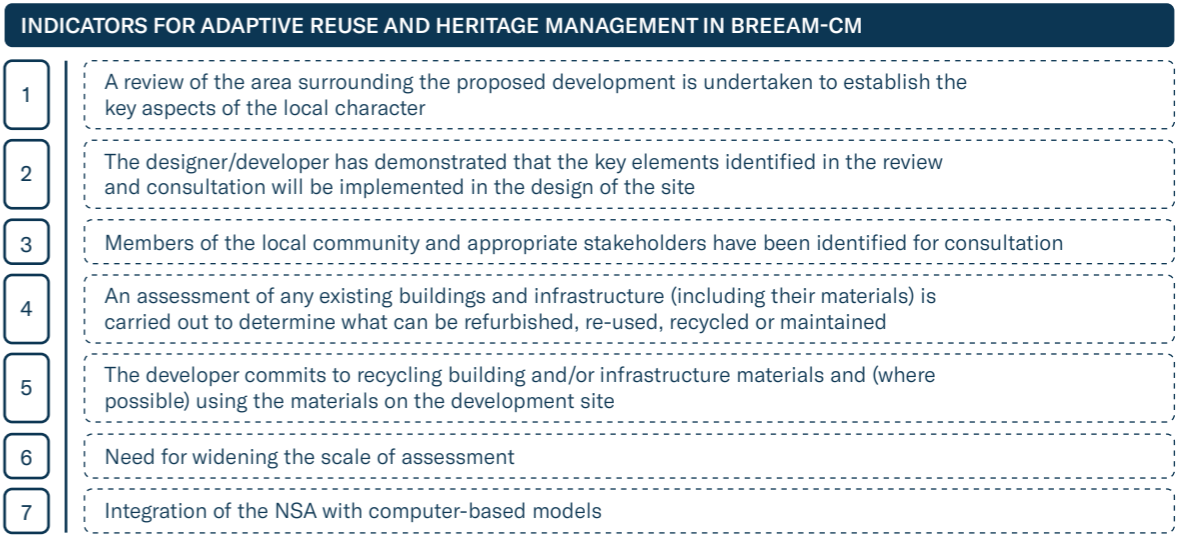 INDICATORS FOR ADAPTIVE REUSE AND HERITAGE MANAGEMENT IN BREEAM-CM
1
A review of the area surrounding the proposed development is undertaken to establish the
key aspects of the local character
2
The designer/developer has demonstrated that the key elements identified in the review
and consultation will be implemented in the design of the site
3
Members of the local community and appropriate stakeholders have been identified for consultation
4
An assessment of any existing buildings and infrastructure (including their materials) is
carried out to determine what can be refurbished, re-used, recycled or maintained
5
The developer commits to recycling building and/or infrastructure materials and (where
possible) using the materials on the development site
6
Need for widening the scale of assessment
7
Integration of the NSA with computer-based models